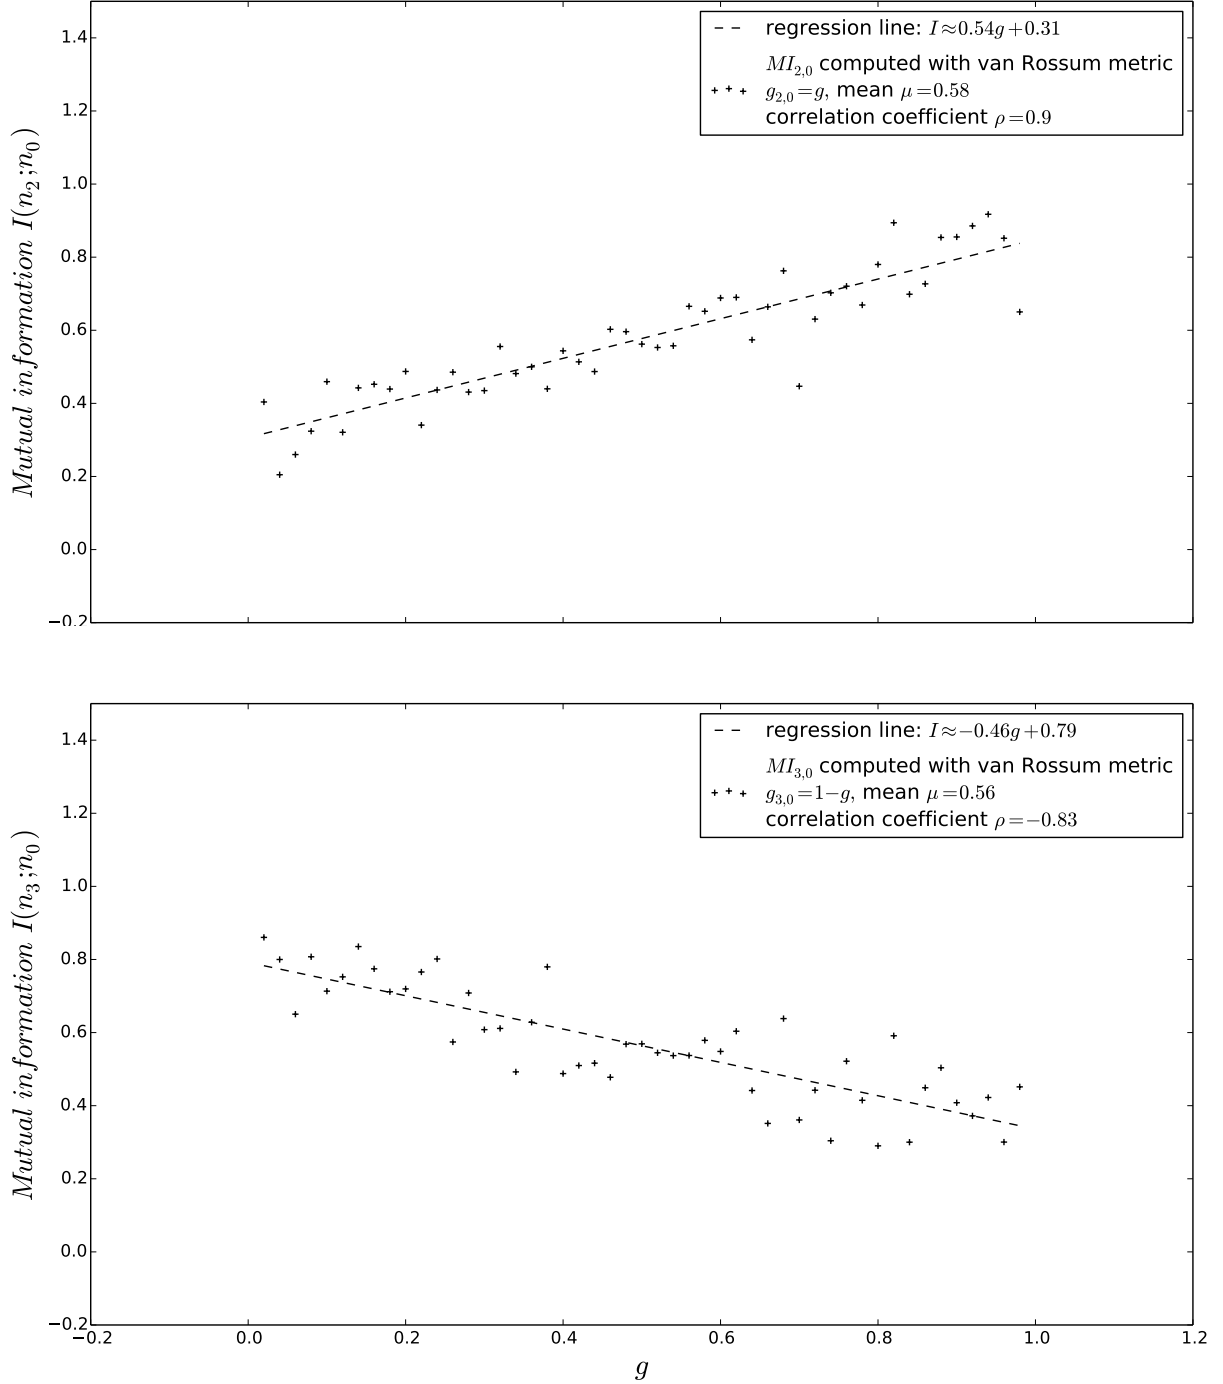 1.4
1.2
1.0
0.8
0.6
0.4
0.2
0.0
−0.2
Mutual information I(n₂;n₀)
regression line: I≈0.54g+0.31
MI₂,₀ computed with van Rossum metric
g₂,₀=g, mean μ=0.58
correlation coefficient ρ=0.9
1.4
1.2
1.0
0.8
0.6
0.4
0.2
0.0
−0.2
Mutual information I(n₃;n₀)
regression line: I≈−0.46g+0.79
MI₃,₀ computed with van Rossum metric
g₃,₀=1−g, mean μ=0.56
correlation coefficient ρ=−0.83
−0.2 0.0 0.2 0.4 0.6 0.8 1.0 1.2
g